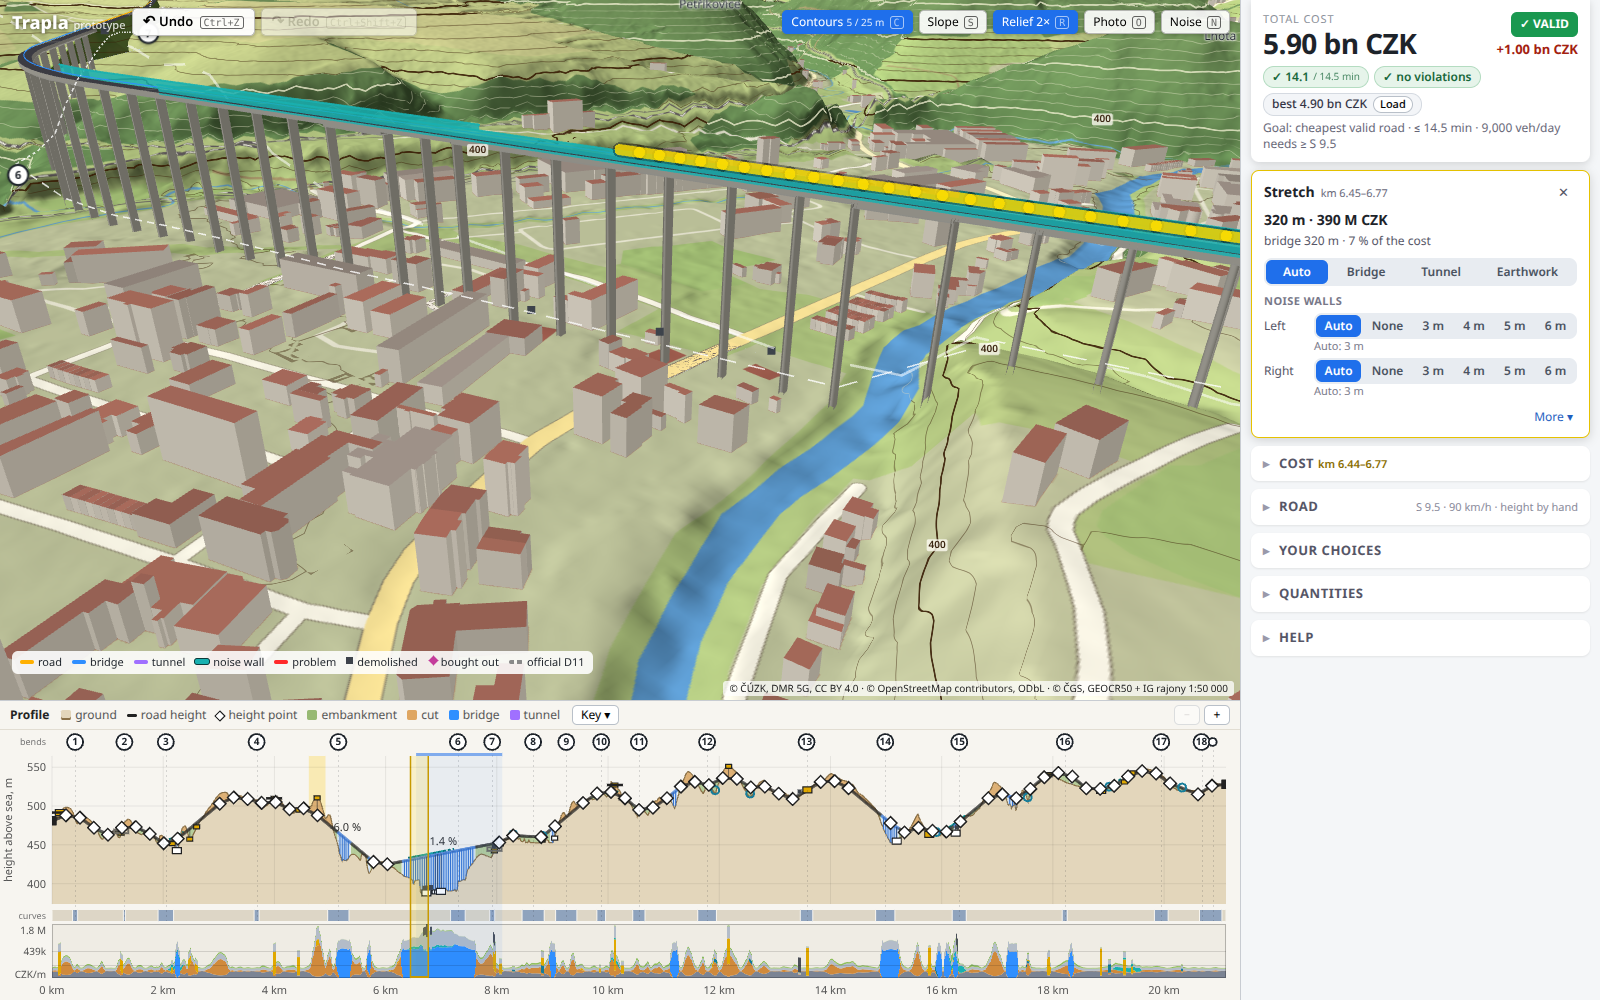 Trapla prototype
↶ Undo Ctrl+Z
↷ Redo Ctrl+Shift+Z
Contours 5 / 25 m C
Slope S
Relief 2× R
Photo O
Noise N
Petříkovice
Lhota
400
400
6
400
400
road bridge tunnel noise wall problem demolished bought out official D11
© ČÚZK, DMR 5G, CC BY 4.0 · © OpenStreetMap contributors, ODbL · © ČGS, GEOCR50 + IG rajony 1:50 000
TOTAL COST
✓ VALID
5.90 bn CZK
+1.00 bn CZK
✓ 14.1 / 14.5 min
✓ no violations
best 4.90 bn CZK Load
Goal: cheapest valid road · ≤ 14.5 min · 9,000 veh/day
needs ≥ S 9.5
Stretch km 6.45–6.77 ✕
320 m · 390 M CZK
bridge 320 m · 7 % of the cost
Auto Bridge Tunnel Earthwork
NOISE WALLS
Left Auto None 3 m 4 m 5 m 6 m
Auto: 3 m
Right Auto None 3 m 4 m 5 m 6 m
Auto: 3 m
More ▾
▸ COST km 6.44–6.77
▸ ROAD S 9.5 · 90 km/h · height by hand
▸ YOUR CHOICES
▸ QUANTITIES
▸ HELP
Profile ground road height height point embankment cut bridge tunnel Key ▾ − +
bends 1 2 3 4 5 6 7 8 9 10 11 12 13 14 15 16 17 18
height above sea, m
550
500
450
400
6.0 %
1.4 %
curves
1.8 M
439k
CZK/m
0 km 2 km 4 km 6 km 8 km 10 km 12 km 14 km 16 km 18 km 20 km